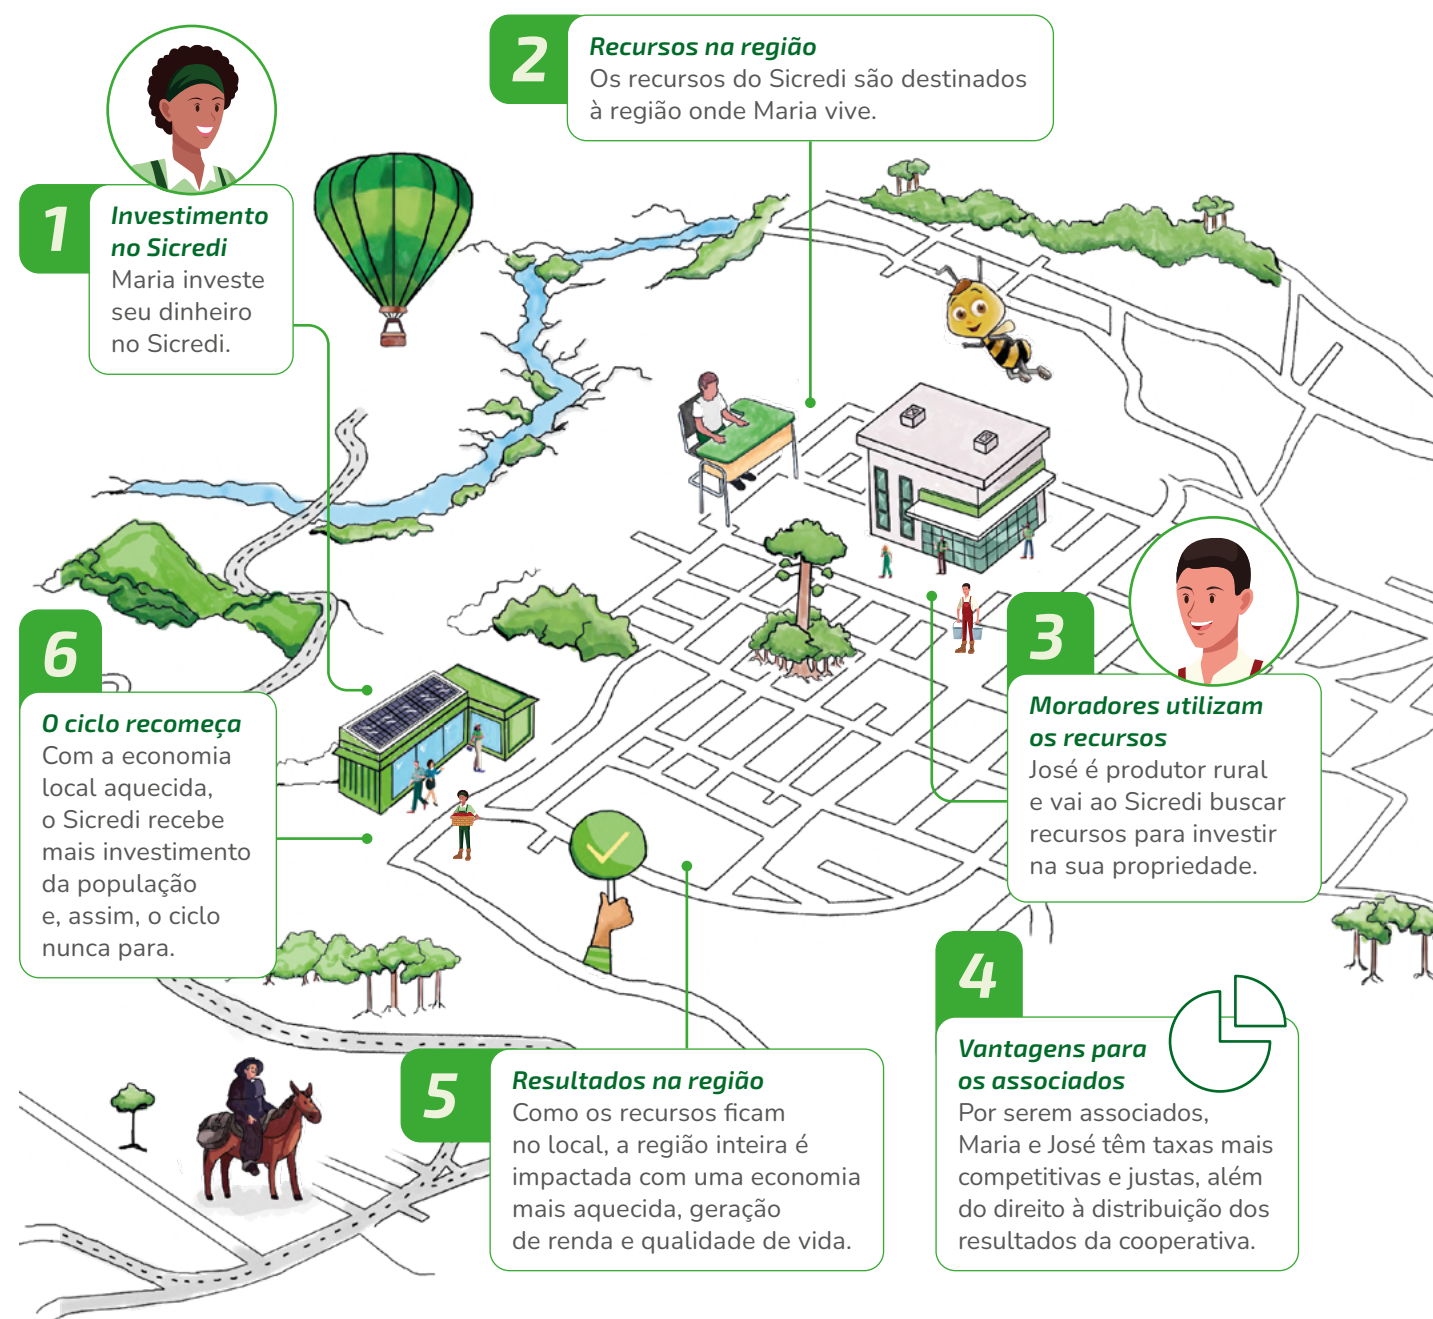 1
Investimento
no Sicredi
Maria investe
seu dinheiro
no Sicredi.
2
Recursos na região
Os recursos do Sicredi são destinados
à região onde Maria vive.
3
Moradores utilizam
os recursos
José é produtor rural
e vai ao Sicredi buscar
recursos para investir
na sua propriedade.
4
Vantagens para
os associados
Por serem associados,
Maria e José têm taxas mais
competitivas e justas, além
do direito à distribuição dos
resultados da cooperativa.
5
Resultados na região
Como os recursos ficam
no local, a região inteira é
impactada com uma economia
mais aquecida, geração
de renda e qualidade de vida.
6
O ciclo recomeça
Com a economia
local aquecida,
o Sicredi recebe
mais investimento
da população
e, assim, o ciclo
nunca para.